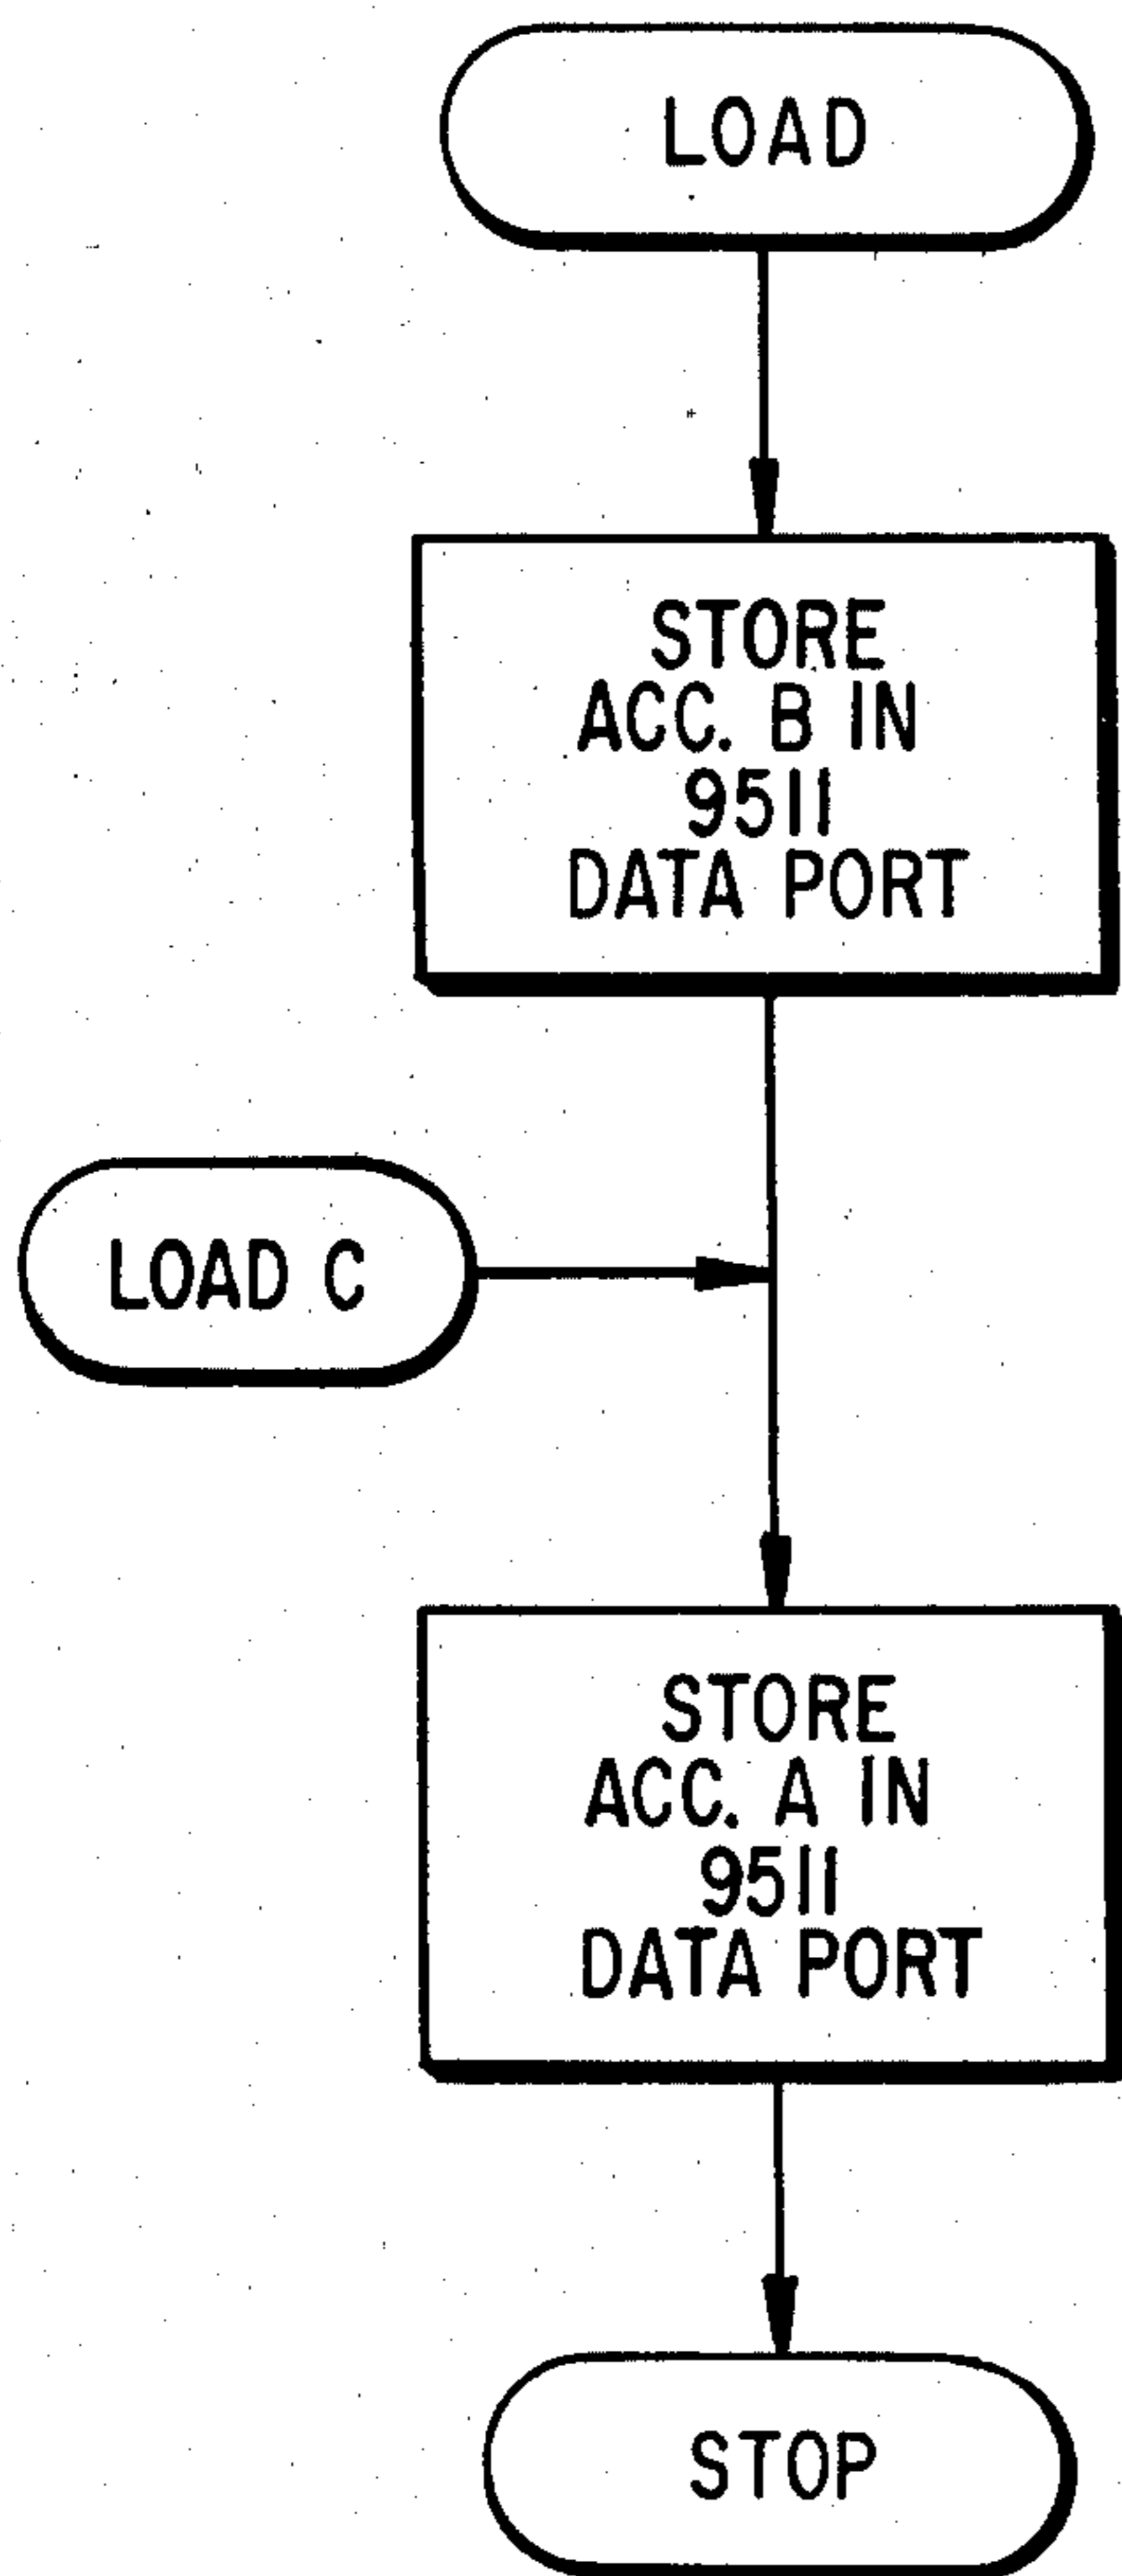 LOAD
STORE
ACC. B IN
9511
DATA PORT
LOAD C
STORE
ACC. A IN
9511
DATA PORT
STOP